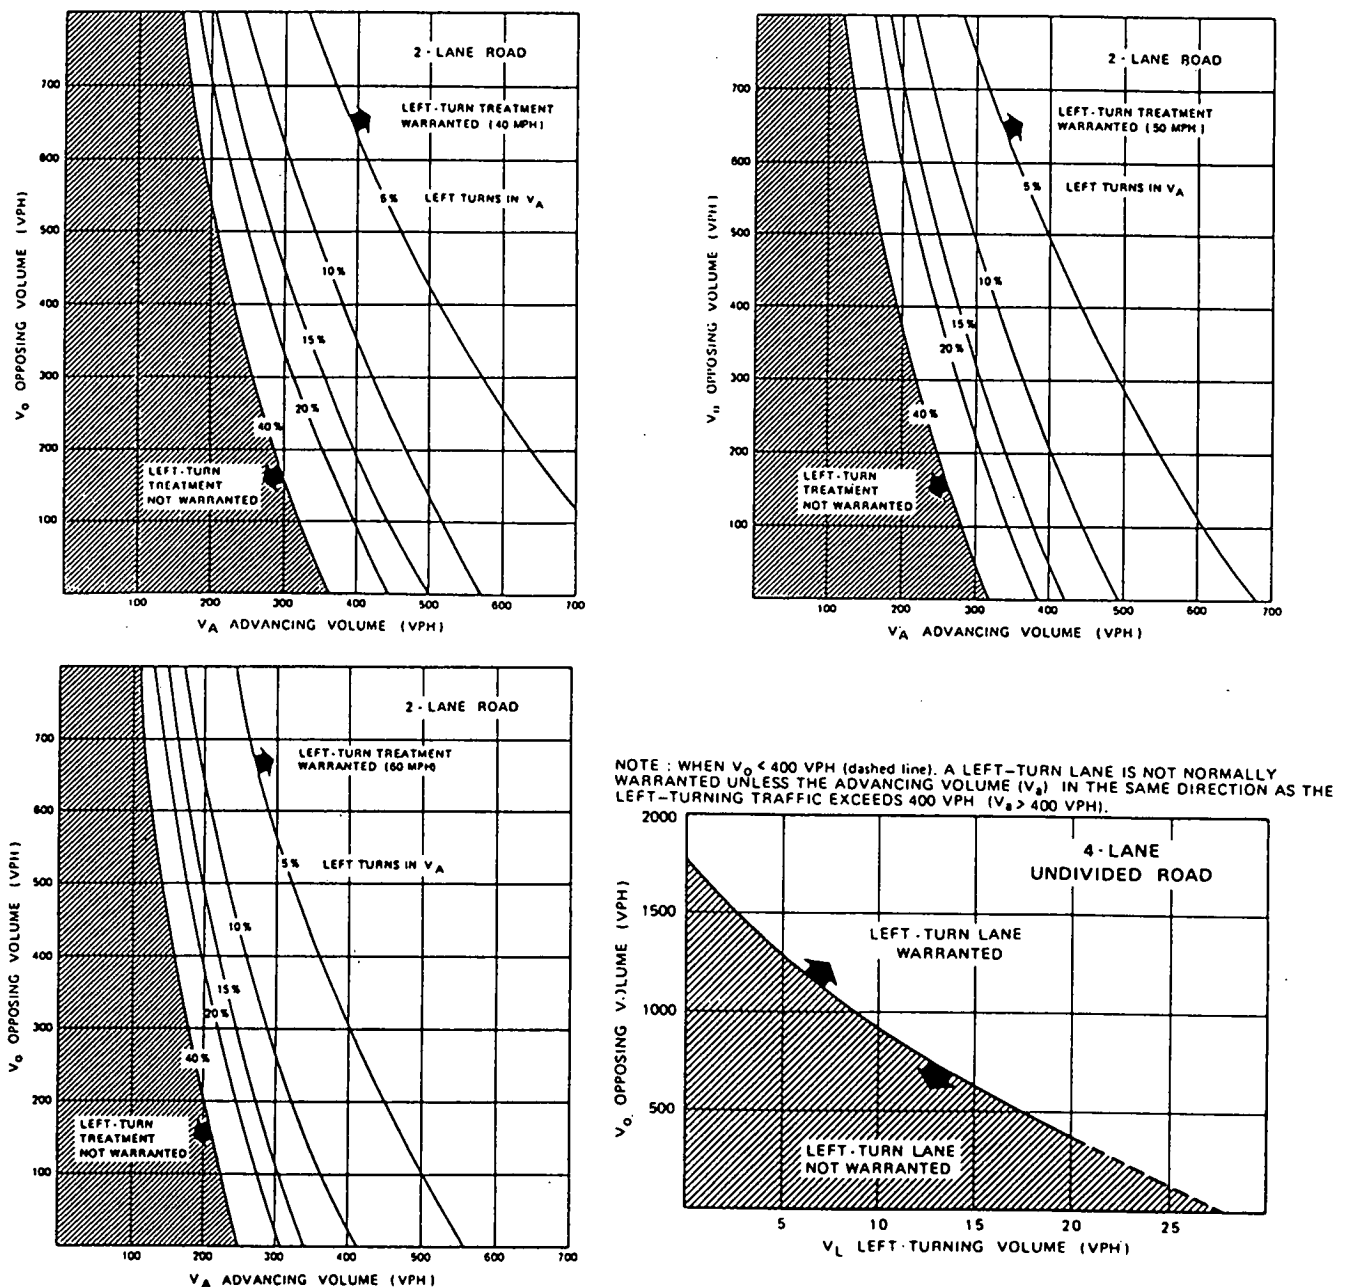 2-LANE ROAD
LEFT-TURN TREATMENT
WARRANTED (40 MPH)
5% LEFT TURNS IN VA
10%
15%
20%
40%
LEFT-TURN
TREATMENT
NOT WARRANTED
700
600
500
400
300
200
100
VO OPPOSING VOLUME (VPH)
100 200 300 400 500 600 700
VA ADVANCING VOLUME (VPH)
2-LANE ROAD
LEFT-TURN TREATMENT
WARRANTED (50 MPH)
5% LEFT TURNS IN VA
10%
15%
20%
40%
LEFT-TURN
TREATMENT
NOT WARRANTED
700
600
500
400
300
200
100
OPPOSING VOLUME (VPH)
100 200 300 400 500 600 700
VA ADVANCING VOLUME (VPH)
2-LANE ROAD
LEFT-TURN TREATMENT
WARRANTED (60 MPH)
5% LEFT TURNS IN VA
10%
15%
20%
40%
LEFT-TURN
TREATMENT
NOT WARRANTED
700
600
500
400
300
200
100
VO OPPOSING VOLUME (VPH)
100 200 300 400 500 600 700
VA ADVANCING VOLUME (VPH)
NOTE : WHEN VO < 400 VPH (dashed line). A LEFT-TURN LANE IS NOT NORMALLY
WARRANTED UNLESS THE ADVANCING VOLUME (Va) IN THE SAME DIRECTION AS THE
LEFT-TURNING TRAFFIC EXCEEDS 400 VPH (Va > 400 VPH).
4-LANE
UNDIVIDED ROAD
LEFT-TURN LANE
WARRANTED
LEFT-TURN LANE
NOT WARRANTED
2000
1500
1000
500
VO OPPOSING VOLUME (VPH)
5 10 15 20 25
VL LEFT-TURNING VOLUME (VPH)